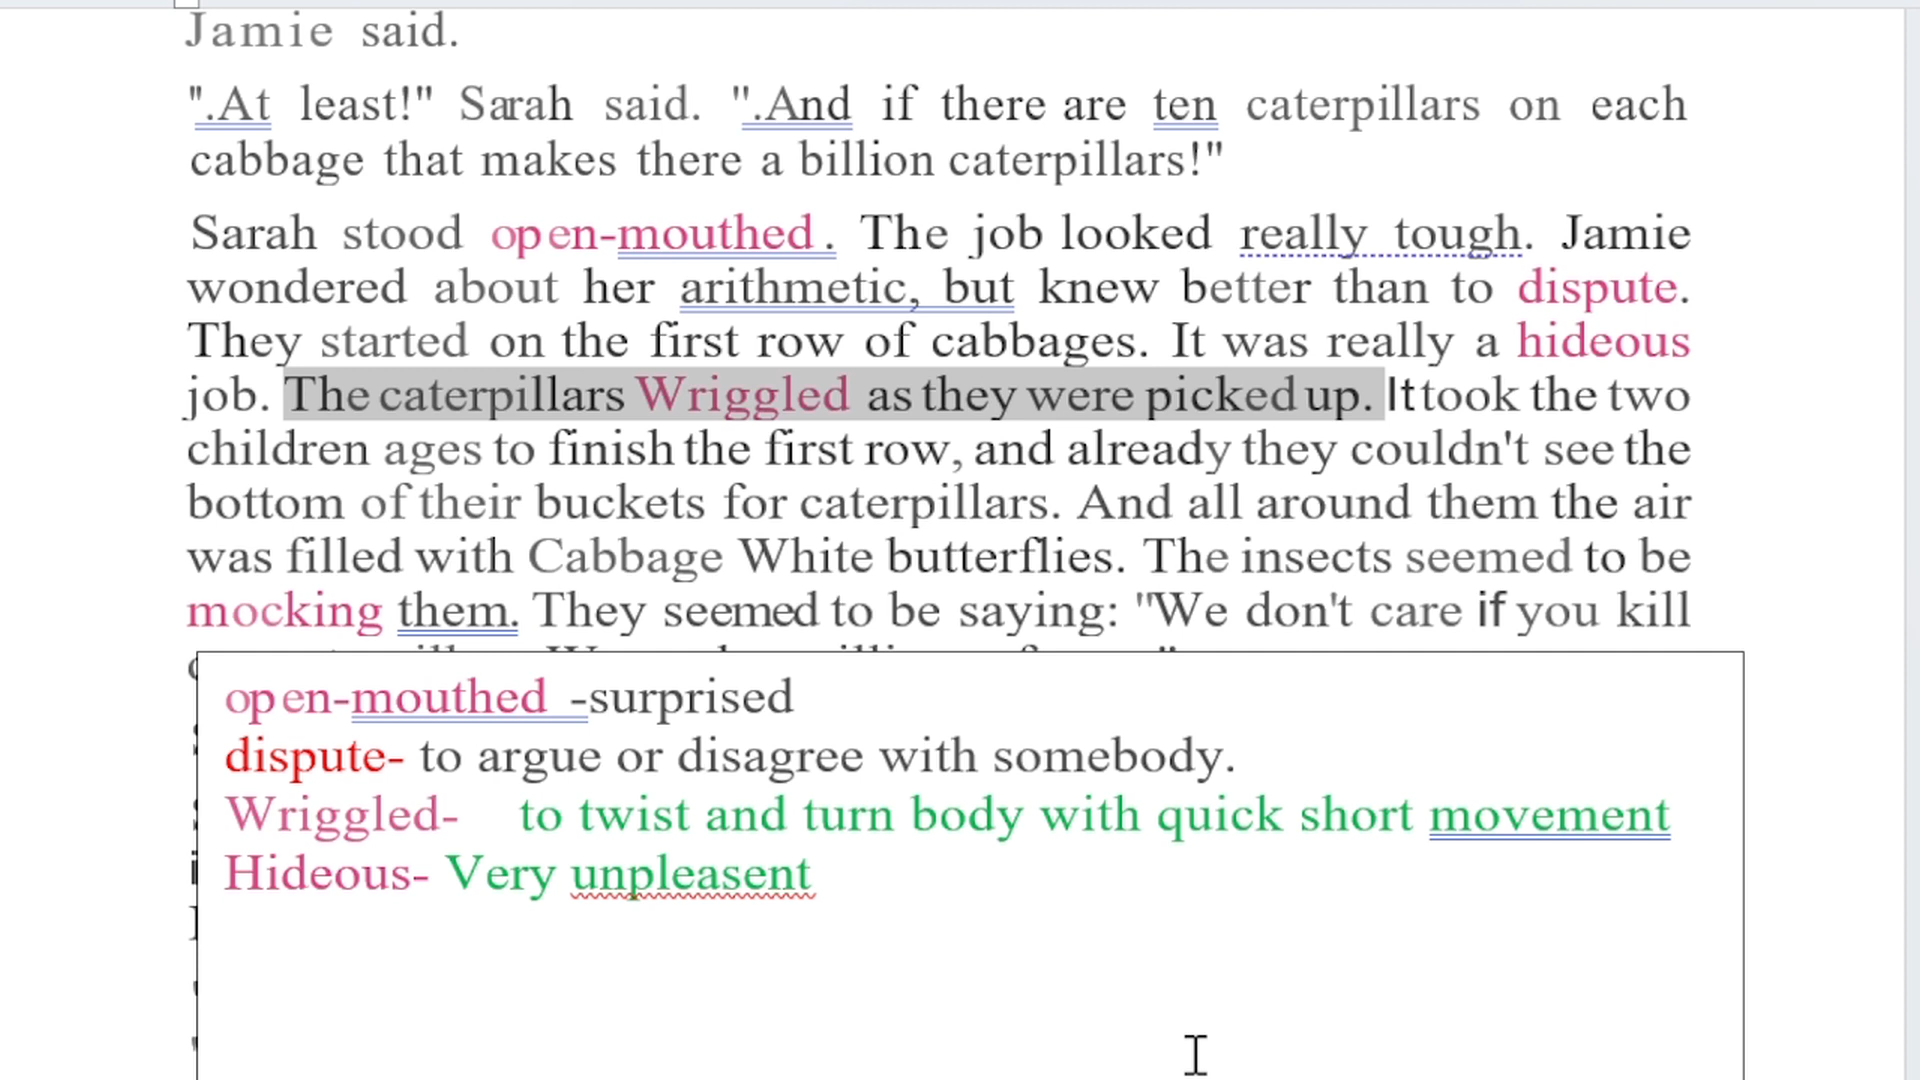 Jamie said.
".At least!" Sarah said. ".And if there are ten caterpillars on each
cabbage that makes there a billion caterpillars!"
Sarah stood open-mouthed. The job looked really tough. Jamie
wondered about her arithmetic, but knew better than to dispute.
They started on the first row of cabbages. It was really a hideous
job. The caterpillars Wriggled as they were picked up. It took the two
children ages to finish the first row, and already they couldn't see the
bottom of their buckets for caterpillars. And all around them the air
was filled with Cabbage White butterflies. The insects seemed to be
mocking them. They seemed to be saying: "We don't care if you kill
open-mouthed -surprised
dispute- to argue or disagree with somebody.
Wriggled- to twist and turn body with quick short movement
Hideous- Very unpleasent